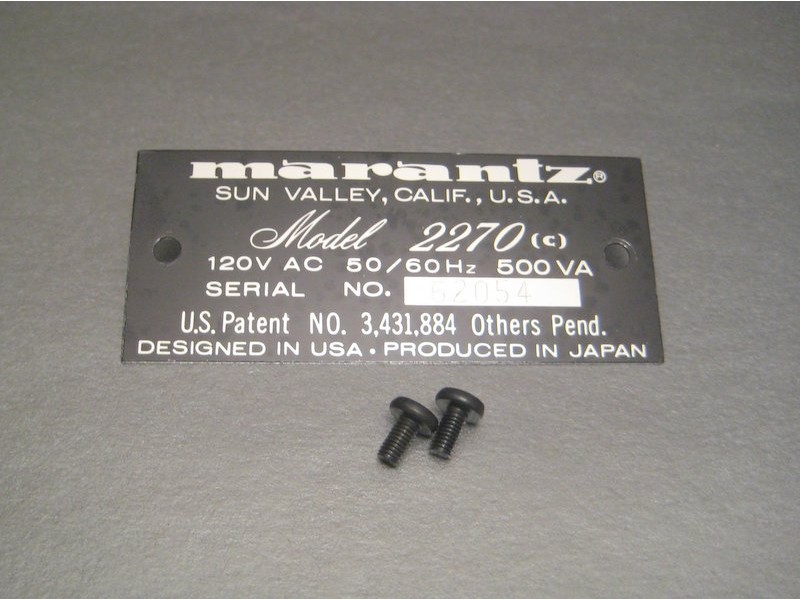 marantz®
SUN VALLEY, CALIF., U.S.A.
Model 2270 (c)
120V AC 50/60Hz 500VA
SERIAL NO. 62054
U.S. Patent NO. 3,431,884 Others Pend.
DESIGNED IN USA • PRODUCED IN JAPAN